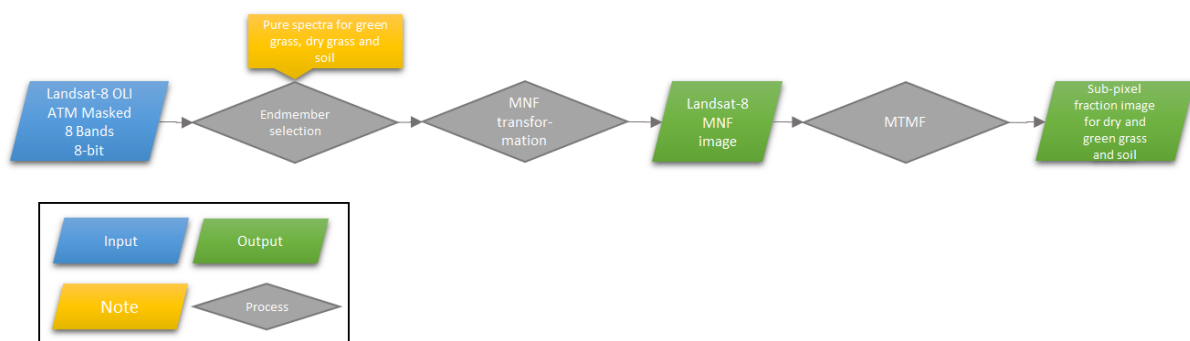 Pure spectra for green
grass, dry grass and
soil
Landsat-8 OLI
ATM Masked
8 Bands
8-bit
Endmember
selection
MNF
transfor-
mation
Landsat-8
MNF
image
MTMF
Sub-pixel
fraction image
for dry and
green grass
and soil
Input
Output
Note
Process